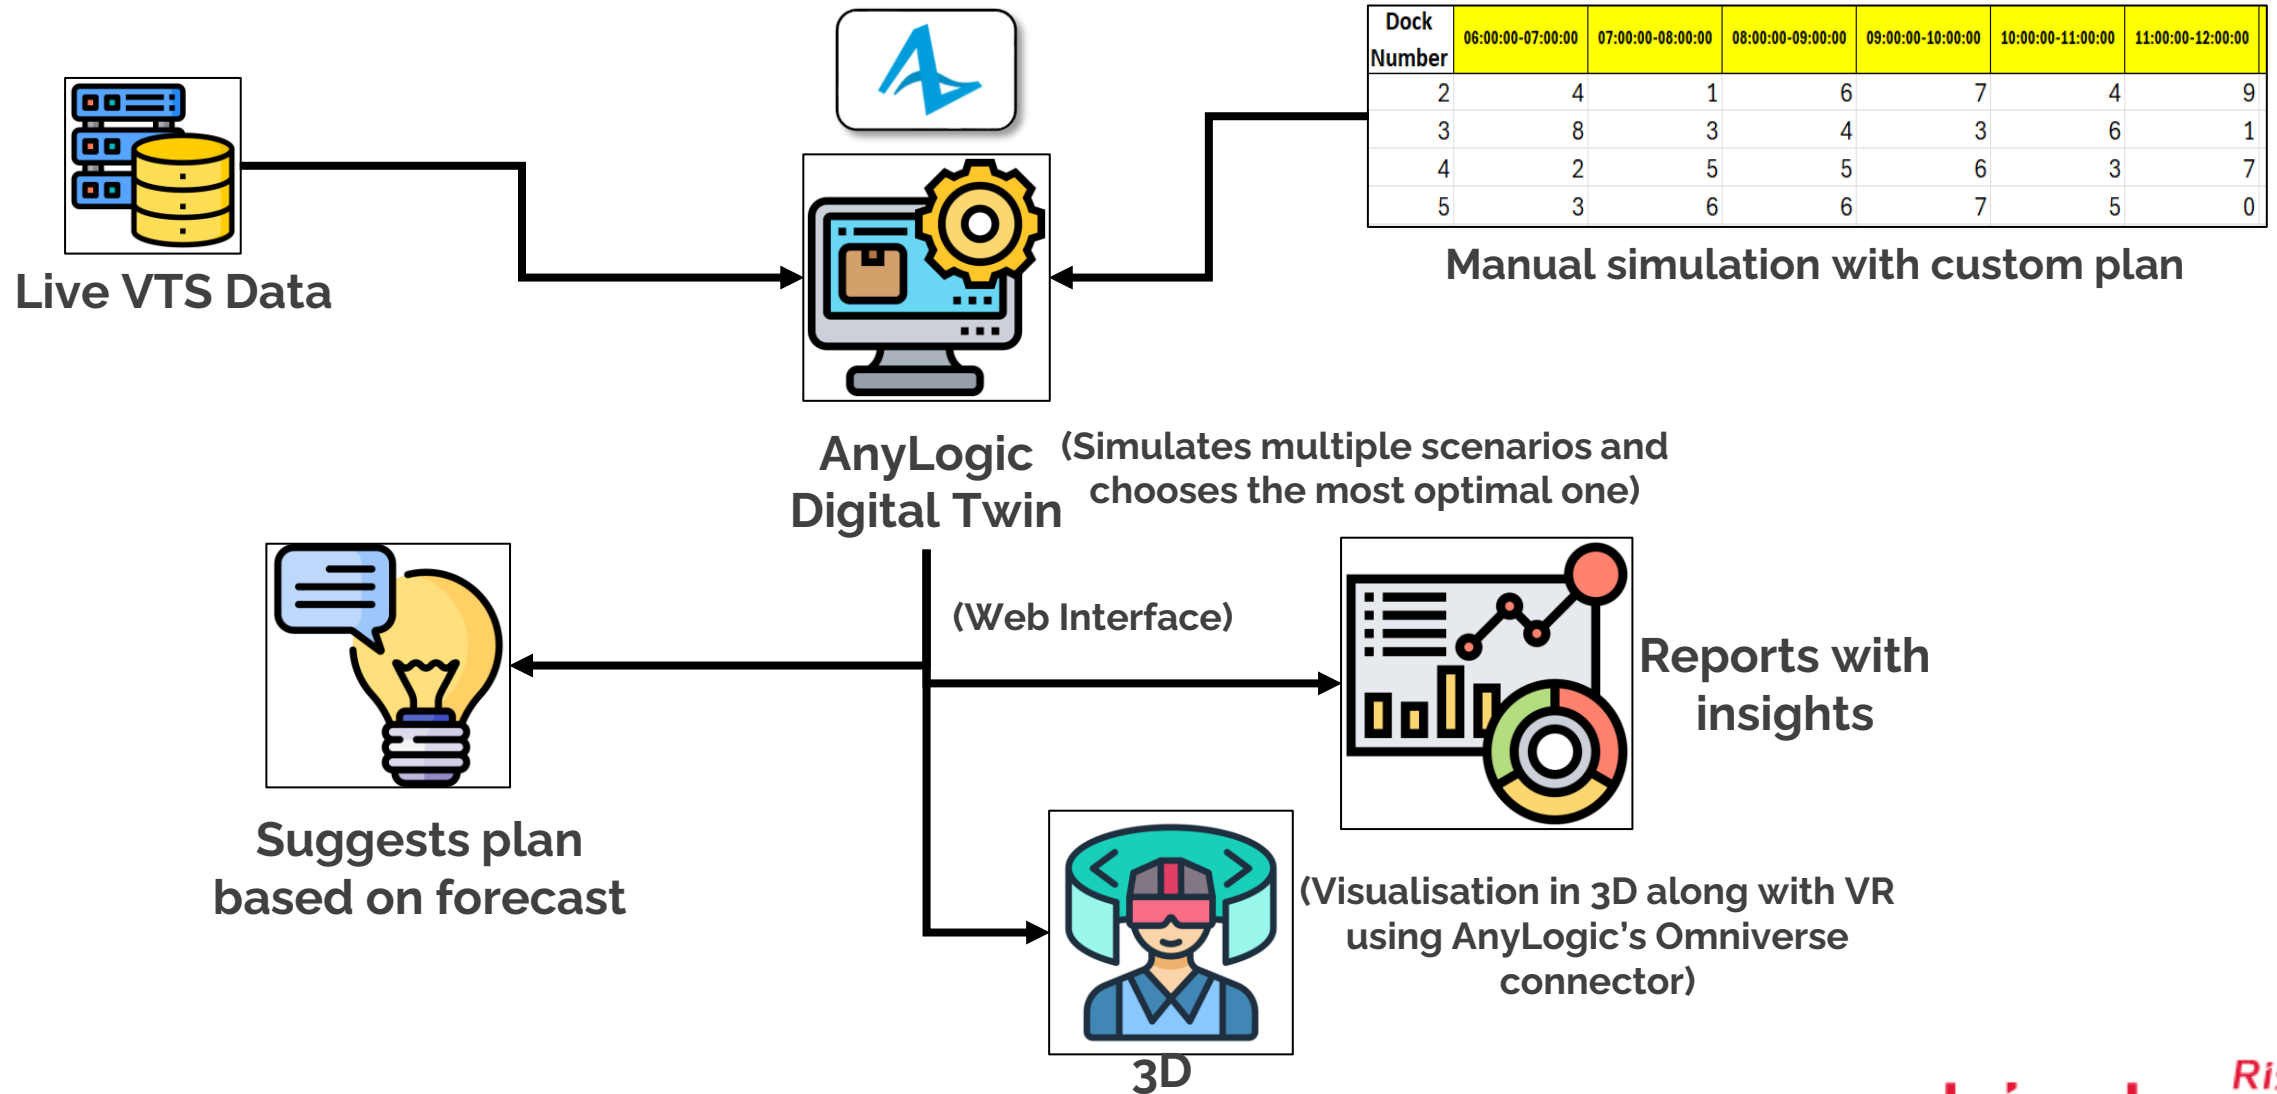 Dock Number 06:00:00-07:00:00 07:00:00-08:00:00 08:00:00-09:00:00 09:00:00-10:00:00 10:00:00-11:00:00 11:00:00-12:00:00
2 4 1 6 7 4 9
3 8 3 4 3 6 1
4 2 5 5 6 3 7
5 3 6 6 7 5 0
Manual simulation with custom plan
Live VTS Data
AnyLogic
Digital Twin
(Simulates multiple scenarios and
chooses the most optimal one)
(Web Interface)
Reports with
insights
Suggests plan
based on forecast
(Visualisation in 3D along with VR
using AnyLogic’s Omniverse
connector)
3D